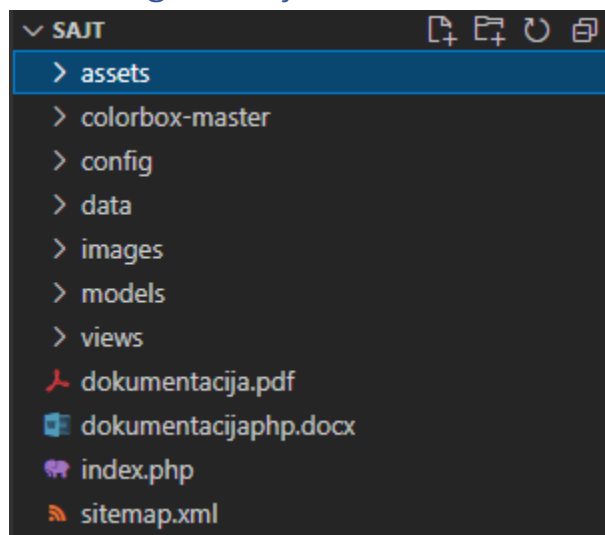 SAJT
assets
colorbox-master
config
data
images
models
views
dokumentacija.pdf
dokumentacijaphp.docx
index.php
sitemap.xml